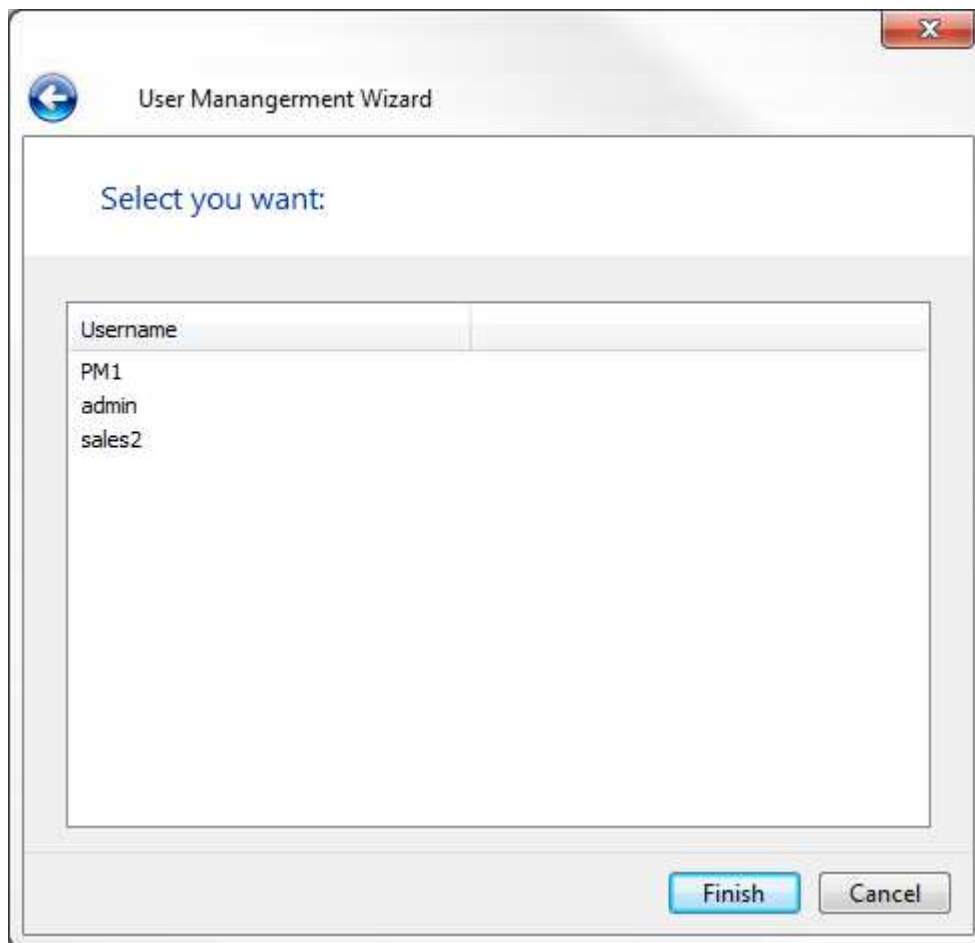 User Manangerment Wizard
Select you want:
Username
PM1
admin
sales2
Finish Cancel